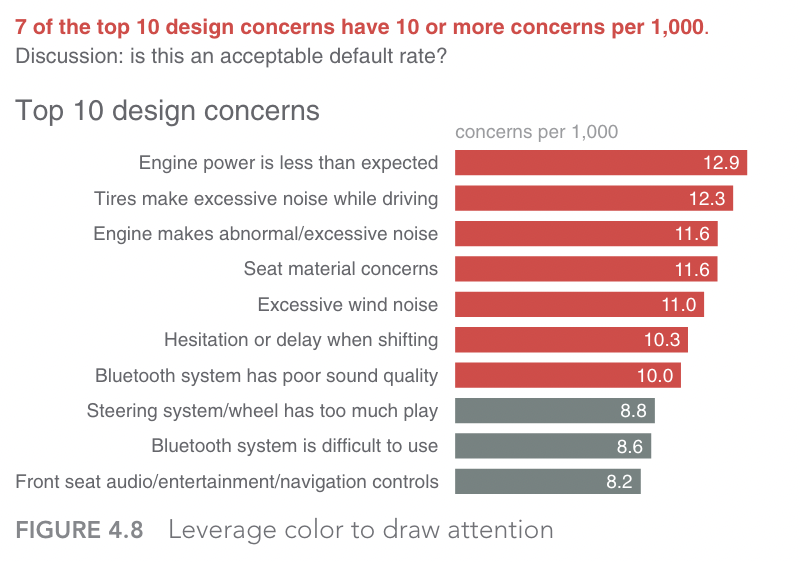 7 of the top 10 design concerns have 10 or more concerns per 1,000.
Discussion: is this an acceptable default rate?
Top 10 design concerns
concerns per 1,000
Engine power is less than expected 12.9
Tires make excessive noise while driving 12.3
Engine makes abnormal/excessive noise 11.6
Seat material concerns 11.6
Excessive wind noise 11.0
Hesitation or delay when shifting 10.3
Bluetooth system has poor sound quality 10.0
Steering system/wheel has too much play 8.8
Bluetooth system is difficult to use 8.6
Front seat audio/entertainment/navigation controls 8.2
FIGURE 4.8 Leverage color to draw attention